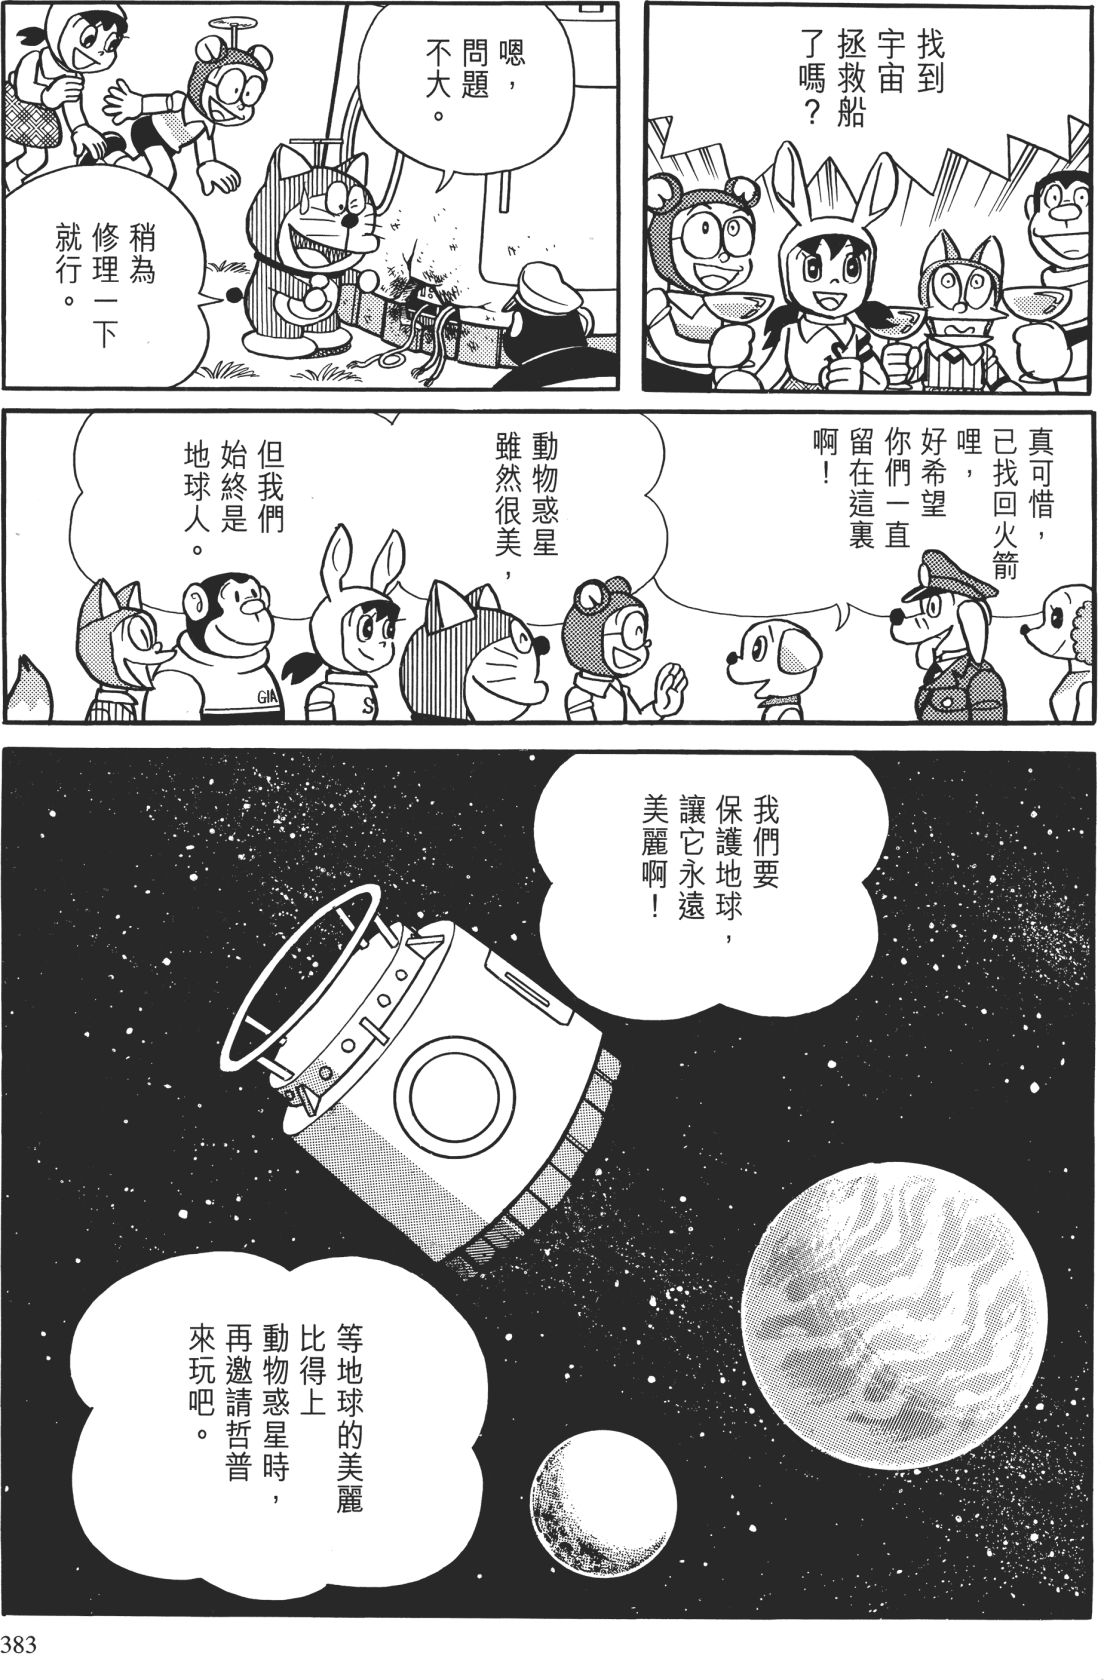 找到
宇宙
拯救船
了嗎？
嗯，
問題
不大。
稍為
修理一下
就行。
真可惜，
已找回火箭
哩，
好希望
你們一直
留在這裏
啊！
動物惑星
雖然很美，
但我們
始終是
地球人。
GIA
S
我們要
保護地球，
讓它永遠
美麗啊！
等地球的美麗
比得上
動物惑星時，
再邀請哲普
來玩吧。
383